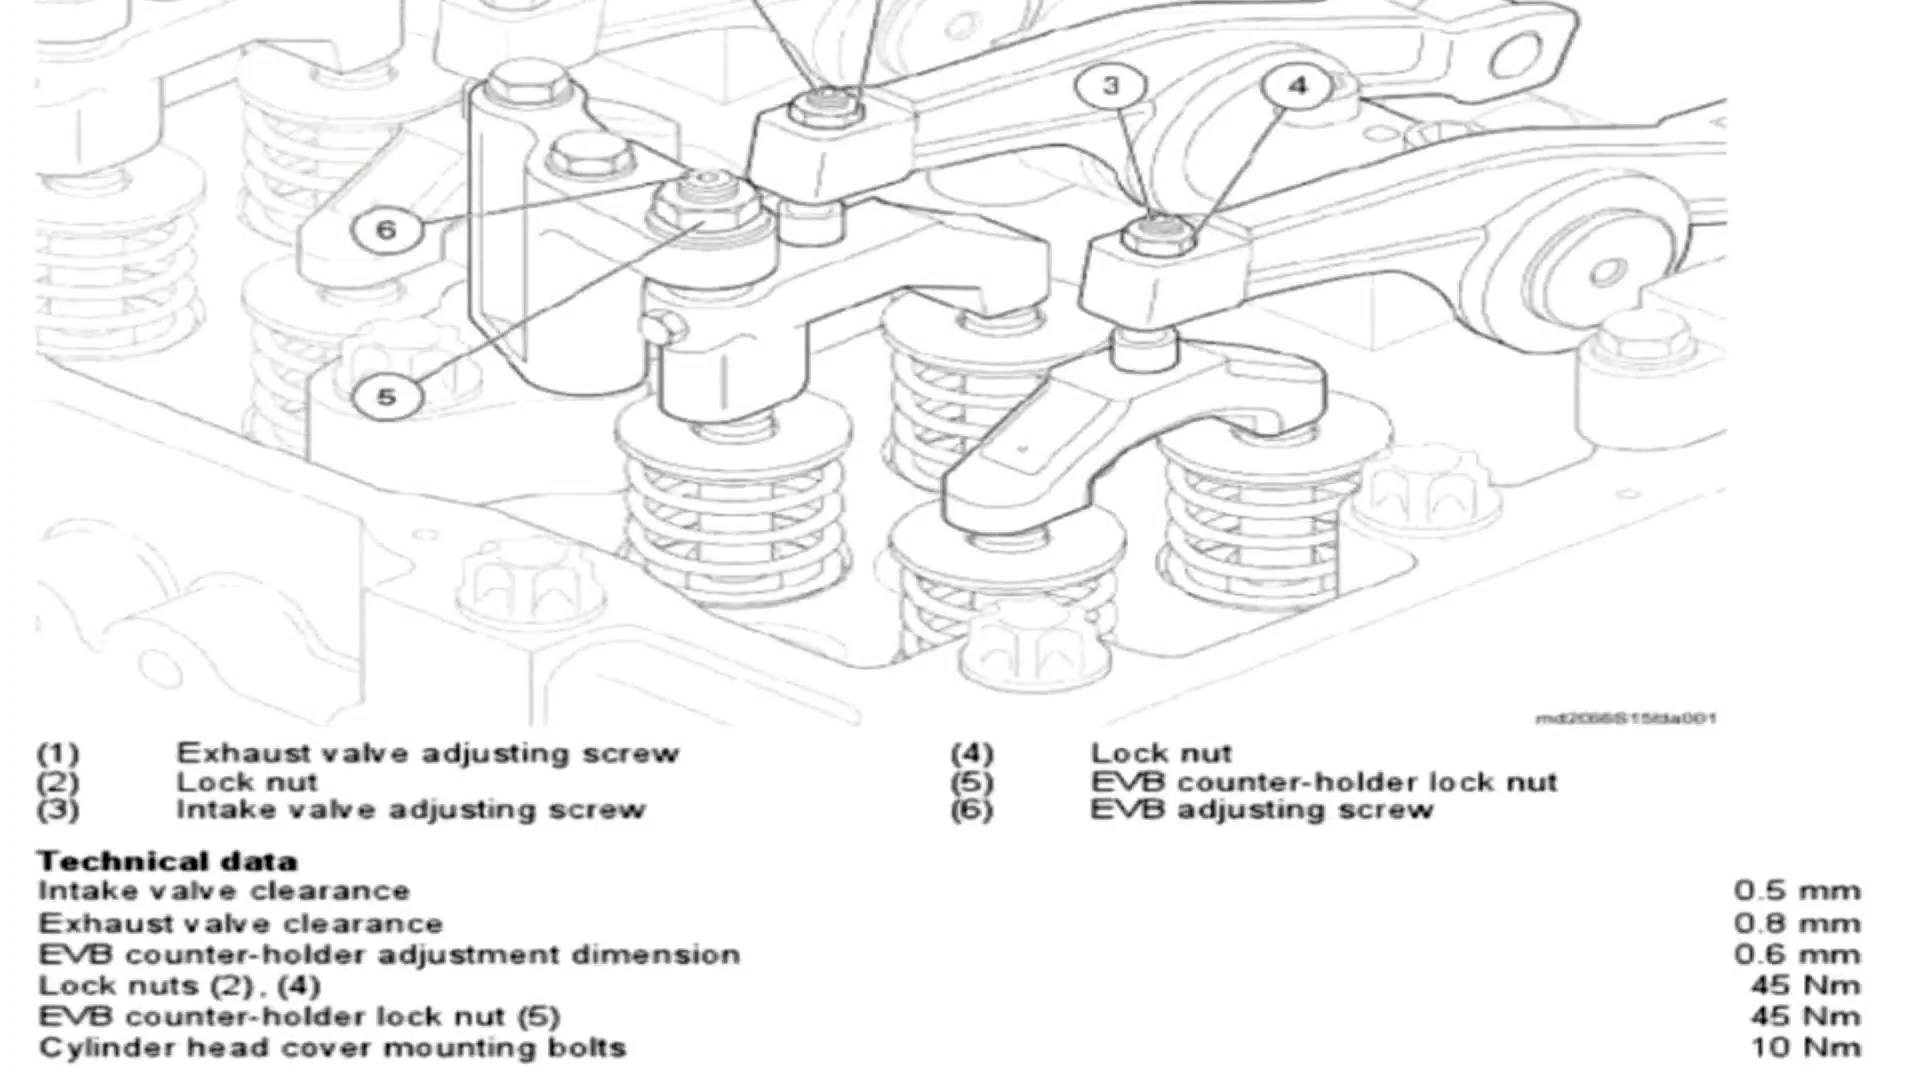 3
4
6
5
(1) Exhaust valve adjusting screw (4) Lock nut
(2) Lock nut (5) EVB counter-holder lock nut
(3) Intake valve adjusting screw (6) EVB adjusting screw
Technical data
Intake valve clearance 0.5 mm
Exhaust valve clearance 0.8 mm
EVB counter-holder adjustment dimension 0.6 mm
Lock nuts (2), (4) 45 Nm
EVB counter-holder lock nut (5) 45 Nm
Cylinder head cover mounting bolts 10 Nm